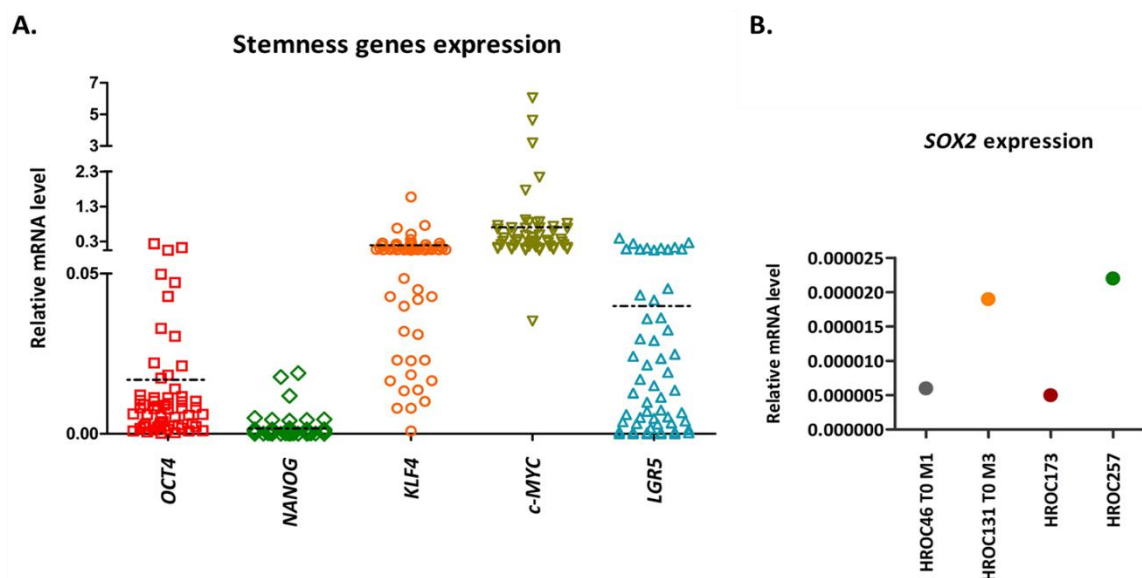 A.
Stemness genes expression
Relative mRNA level
7
5
3
2.3
1.3
0.3
0.05
0.00
OCT4
NANOG
KLF4
c-MYC
LGR5
B.
SOX2 expression
Relative mRNA level
0.000025
0.000020
0.000015
0.000010
0.000005
0.000000
HROC46 T0 M1
HROC131 T0 M3
HROC173
HROC257